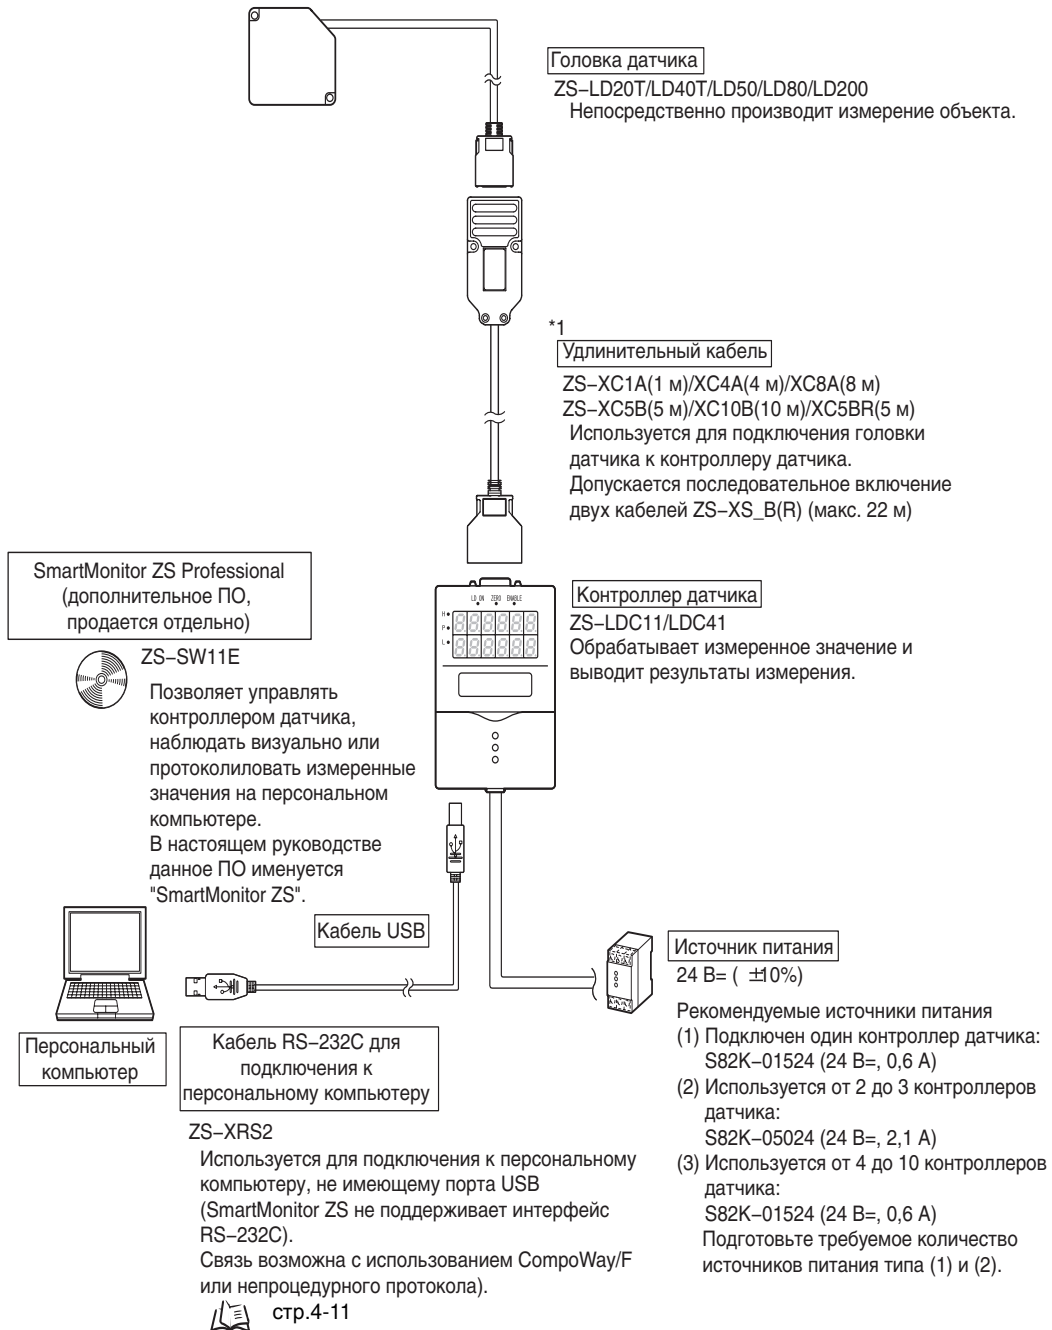 Головка датчика
ZS–LD20T/LD40T/LD50/LD80/LD200
Непосредственно производит измерение объекта.
*1
Удлинительный кабель
ZS–XC1A(1 м)/XC4A(4 м)/XC8A(8 м)
ZS–XC5B(5 м)/XC10B(10 м)/XC5BR(5 м)
Используется для подключения головки
датчика к контроллеру датчика.
Допускается последовательное включение
двух кабелей ZS–XS_B(R) (макс. 22 м)
SmartMonitor ZS Professional
(дополнительное ПО,
продается отдельно)
ZS–SW11E
Позволяет управлять
контроллером датчика,
наблюдать визуально или
протоколиловать измеренные
значения на персональном
компьютере.
В настоящем руководстве
данное ПО именуется
"SmartMonitor ZS".
LD ON ZERO ENABLE
H
P
L
Контроллер датчика
ZS–LDC11/LDC41
Обрабатывает измеренное значение и
выводит результаты измерения.
Кабель USB
Персональный
компьютер
Кабель RS–232C для
подключения к
персональному компьютеру
ZS–XRS2
Используется для подключения к персональному
компьютеру, не имеющему порта USB
(SmartMonitor ZS не поддерживает интерфейс
RS–232C).
Связь возможна с использованием CompoWay/F
или непроцедурного протокола).
стр.4-11
Источник питания
24 В= ( ±10%)
Рекомендуемые источники питания
(1) Подключен один контроллер датчика:
S82K–01524 (24 В=, 0,6 А)
(2) Используется от 2 до 3 контроллеров
датчика:
S82K–05024 (24 В=, 2,1 А)
(3) Используется от 4 до 10 контроллеров
датчика:
S82K–01524 (24 В=, 0,6 А)
Подготовьте требуемое количество
источников питания типа (1) и (2).